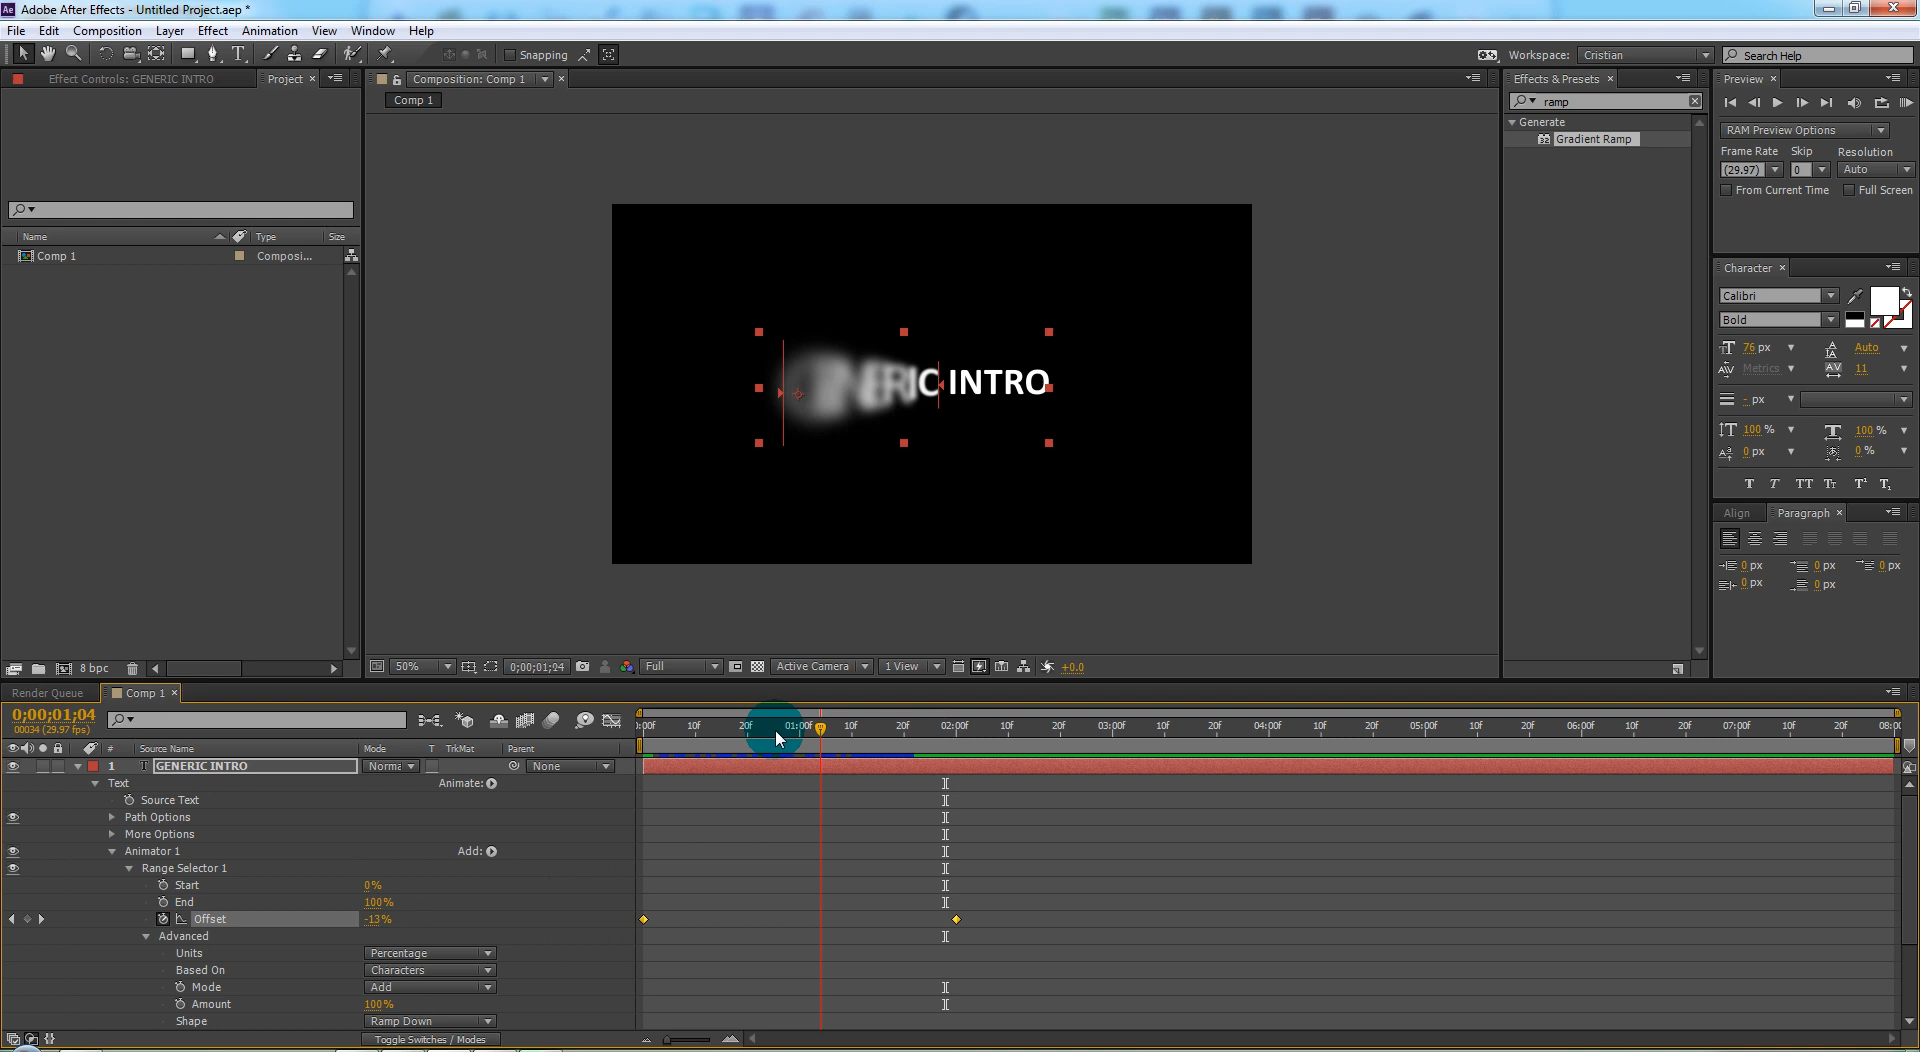 Adobe After Effects - Untitled Project.aep *
File Edit Composition Layer Effect Animation View Window Help
Snapping
Workspace: Cristian
Search Help
Effect Controls: GENERIC INTRO
Project
Composition: Comp 1
Effects & Presets
Preview
Comp 1
ramp
Generate
Gradient Ramp
RAM Preview Options
Frame Rate Skip Resolution
(29.97) 0 Auto
From Current Time Full Screen
Name Type Size
Comp 1 Composi...
GENERIC INTRO
Character
Calibri
Bold
76 px Auto
Metrics 11
- px
100 % 100 %
0 px 0 %
Align Paragraph
0 px 0 px 0 px
0 px 0 px
8 bpc
50% 0;00;01;04 Full Active Camera 1 View +0.0
Render Queue Comp 1
0;00;01;04
00034 (29.97 fps)
0:00f 10f 20f 01:00f 10f 20f 02:00f 10f 20f 03:00f 10f 20f 04:00f 10f 20f 05:00f 10f 20f 06:00f 10f 20f 07:00f 10f 20f 08:00
# Source Name Mode T TrkMat Parent
1 T GENERIC INTRO Norma None
Text Animate:
Source Text
Path Options
More Options
Animator 1 Add:
Range Selector 1
Start 0%
End 100%
Offset -13%
Advanced
Units Percentage
Based On Characters
Mode Add
Amount 100%
Shape Ramp Down
Toggle Switches / Modes